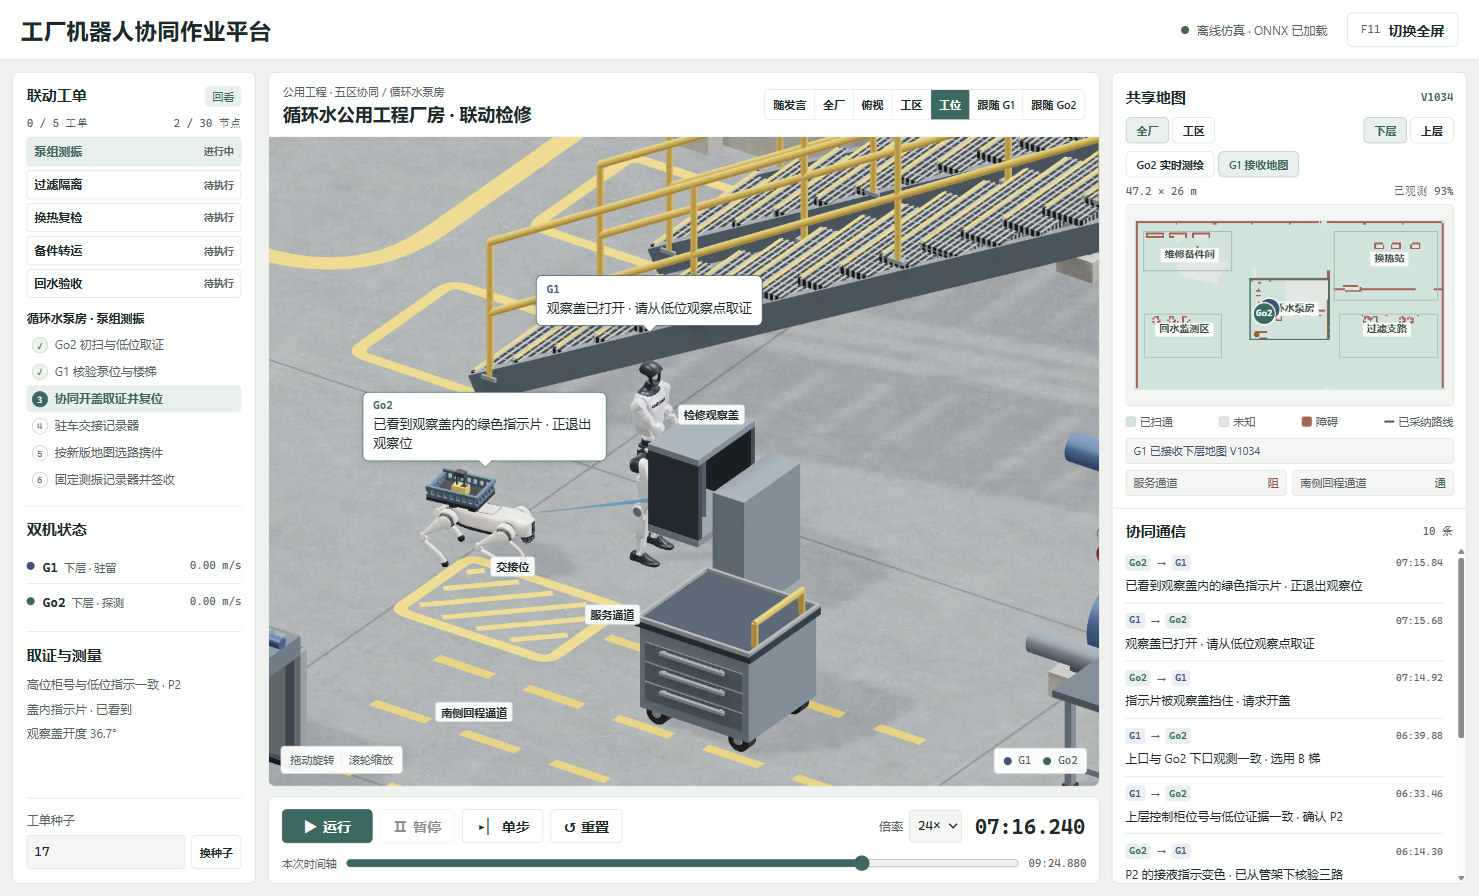 工厂机器人协同作业平台
离线仿真 · ONNX 已加载
F11 切换全屏
联动工单
回看
0 / 5 工单
2 / 30 节点
泵组测振
进行中
过滤隔离
待执行
换热复检
待执行
备件转运
待执行
回水验收
待执行
循环水泵房 · 泵组测振
✓ Go2 初扫与低位取证
✓ G1 核验泵位与楼梯
3 协同开盖取证并复位
4 驻车交接记录器
5 按新版地图选路携件
6 固定测振记录器并签收
双机状态
G1 下层 · 驻留
0.00 m/s
Go2 下层 · 探测
0.00 m/s
取证与测量
高位柜号与低位指示一致 · P2
盖内指示片 · 已看到
观察盖开度 36.7°
工单种子
17
换种子
公用工程 · 五区协同 / 循环水泵房
循环水公用工程厂房 · 联动检修
随发言
全厂
俯视
工区
工位
跟随 G1
跟随 Go2
G1
观察盖已打开 · 请从低位观察点取证
Go2
已看到观察盖内的绿色指示片 · 正退出
观察位
检修观察盖
交接位
服务通道
南侧回程通道
拖动旋转
滚轮缩放
G1
Go2
▶ 运行
暂停
单步
↺ 重置
倍率
24×
07:16.240
本次时间轴
09:24.880
共享地图
V1034
全厂
工区
下层
上层
Go2 实时测绘
G1 接收地图
47.2 × 26 m
已观测 93%
维修备件间
换热站
Go2
水泵房
回水监测区
过滤支路
已扫通
未知
障碍
已采纳路线
G1 已接收下层地图 V1034
服务通道
阻
南侧回程通道
通
协同通信
10 条
Go2 → G1
07:15.84
已看到观察盖内的绿色指示片 · 正退出观察位
G1 → Go2
07:15.68
观察盖已打开 · 请从低位观察点取证
Go2 → G1
07:14.92
指示片被观察盖挡住 · 请求开盖
G1 → Go2
06:39.88
上口与 Go2 下口观测一致 · 选用 B 梯
G1 → Go2
06:33.46
上层控制柜位号与低位证据一致 · 确认 P2
Go2 → G1
06:14.30
P2 的接液指示变色 · 已从管架下核验三路